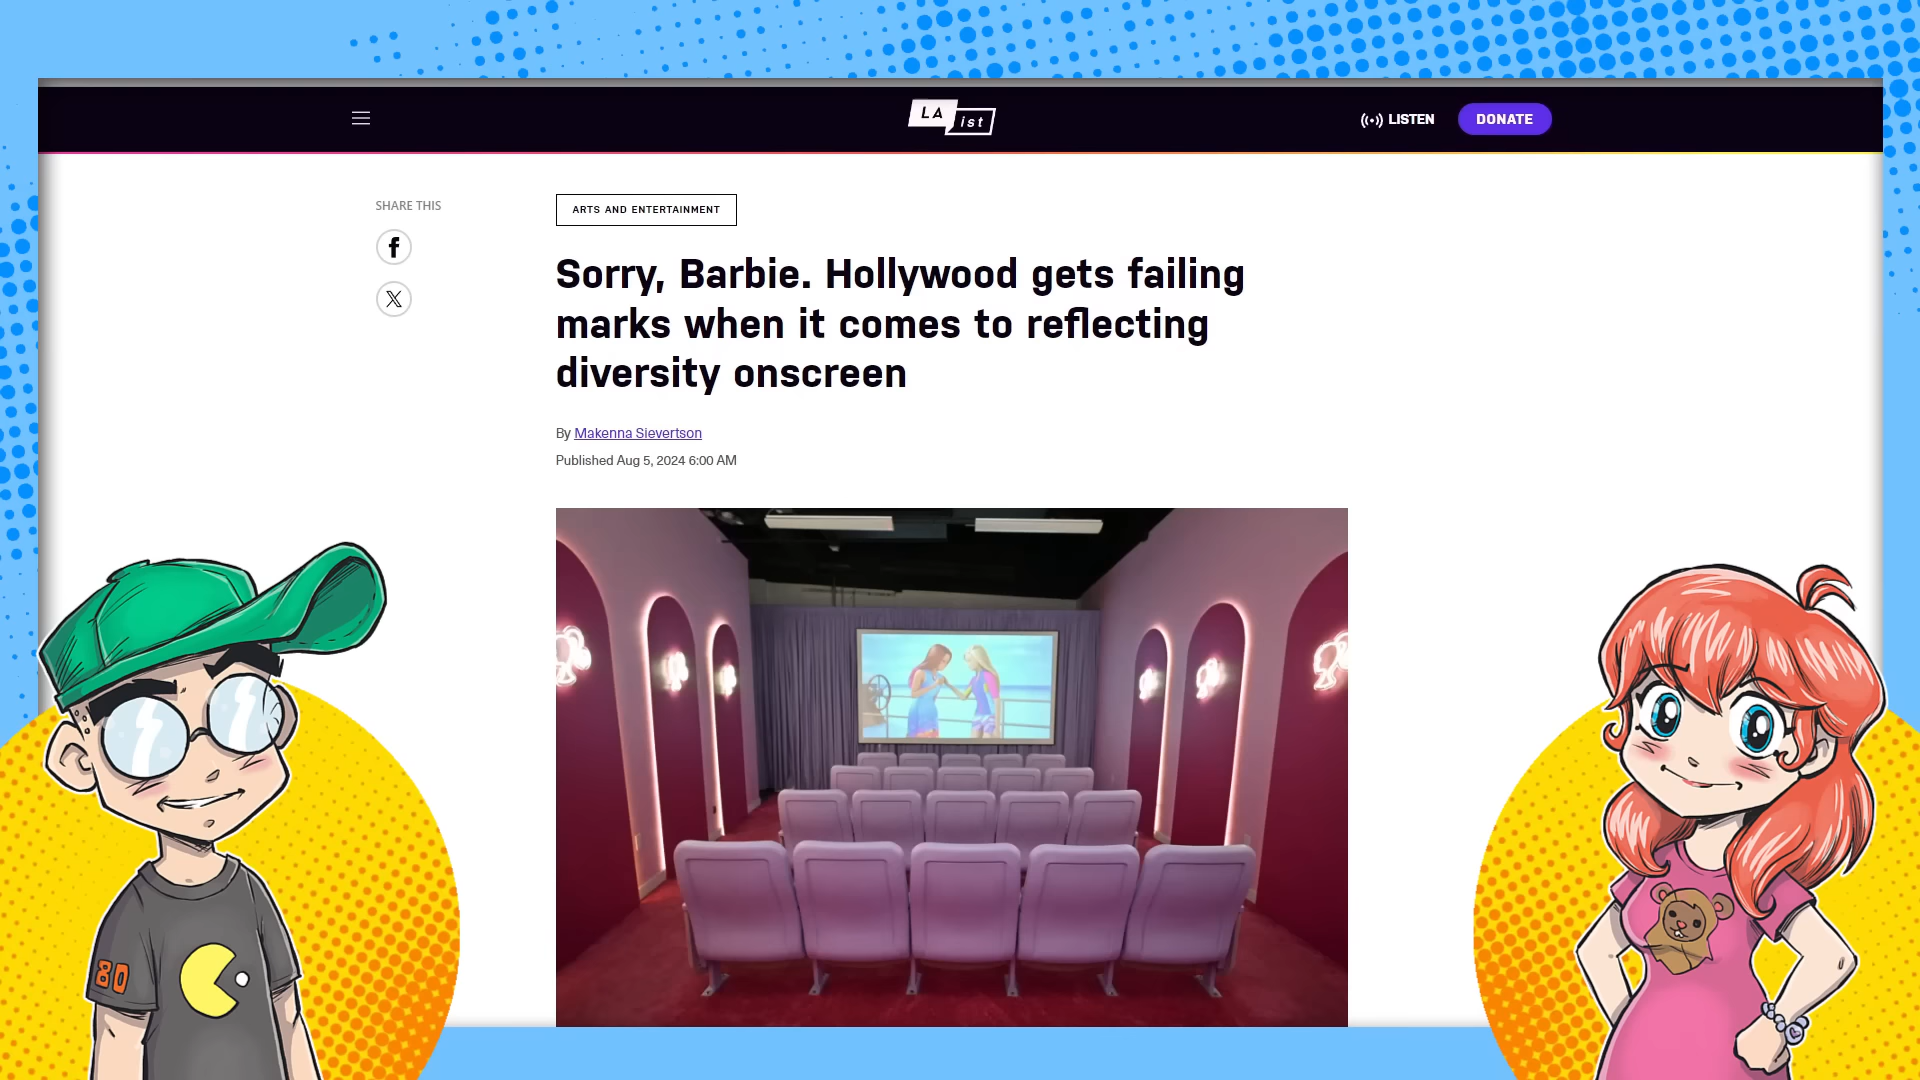 LA
ist
LISTEN
DONATE
SHARE THIS
ARTS AND ENTERTAINMENT
Sorry, Barbie. Hollywood gets failing
marks when it comes to reflecting
diversity onscreen
By Makenna Sievertson
Published Aug 5, 2024 6:00 AM
80